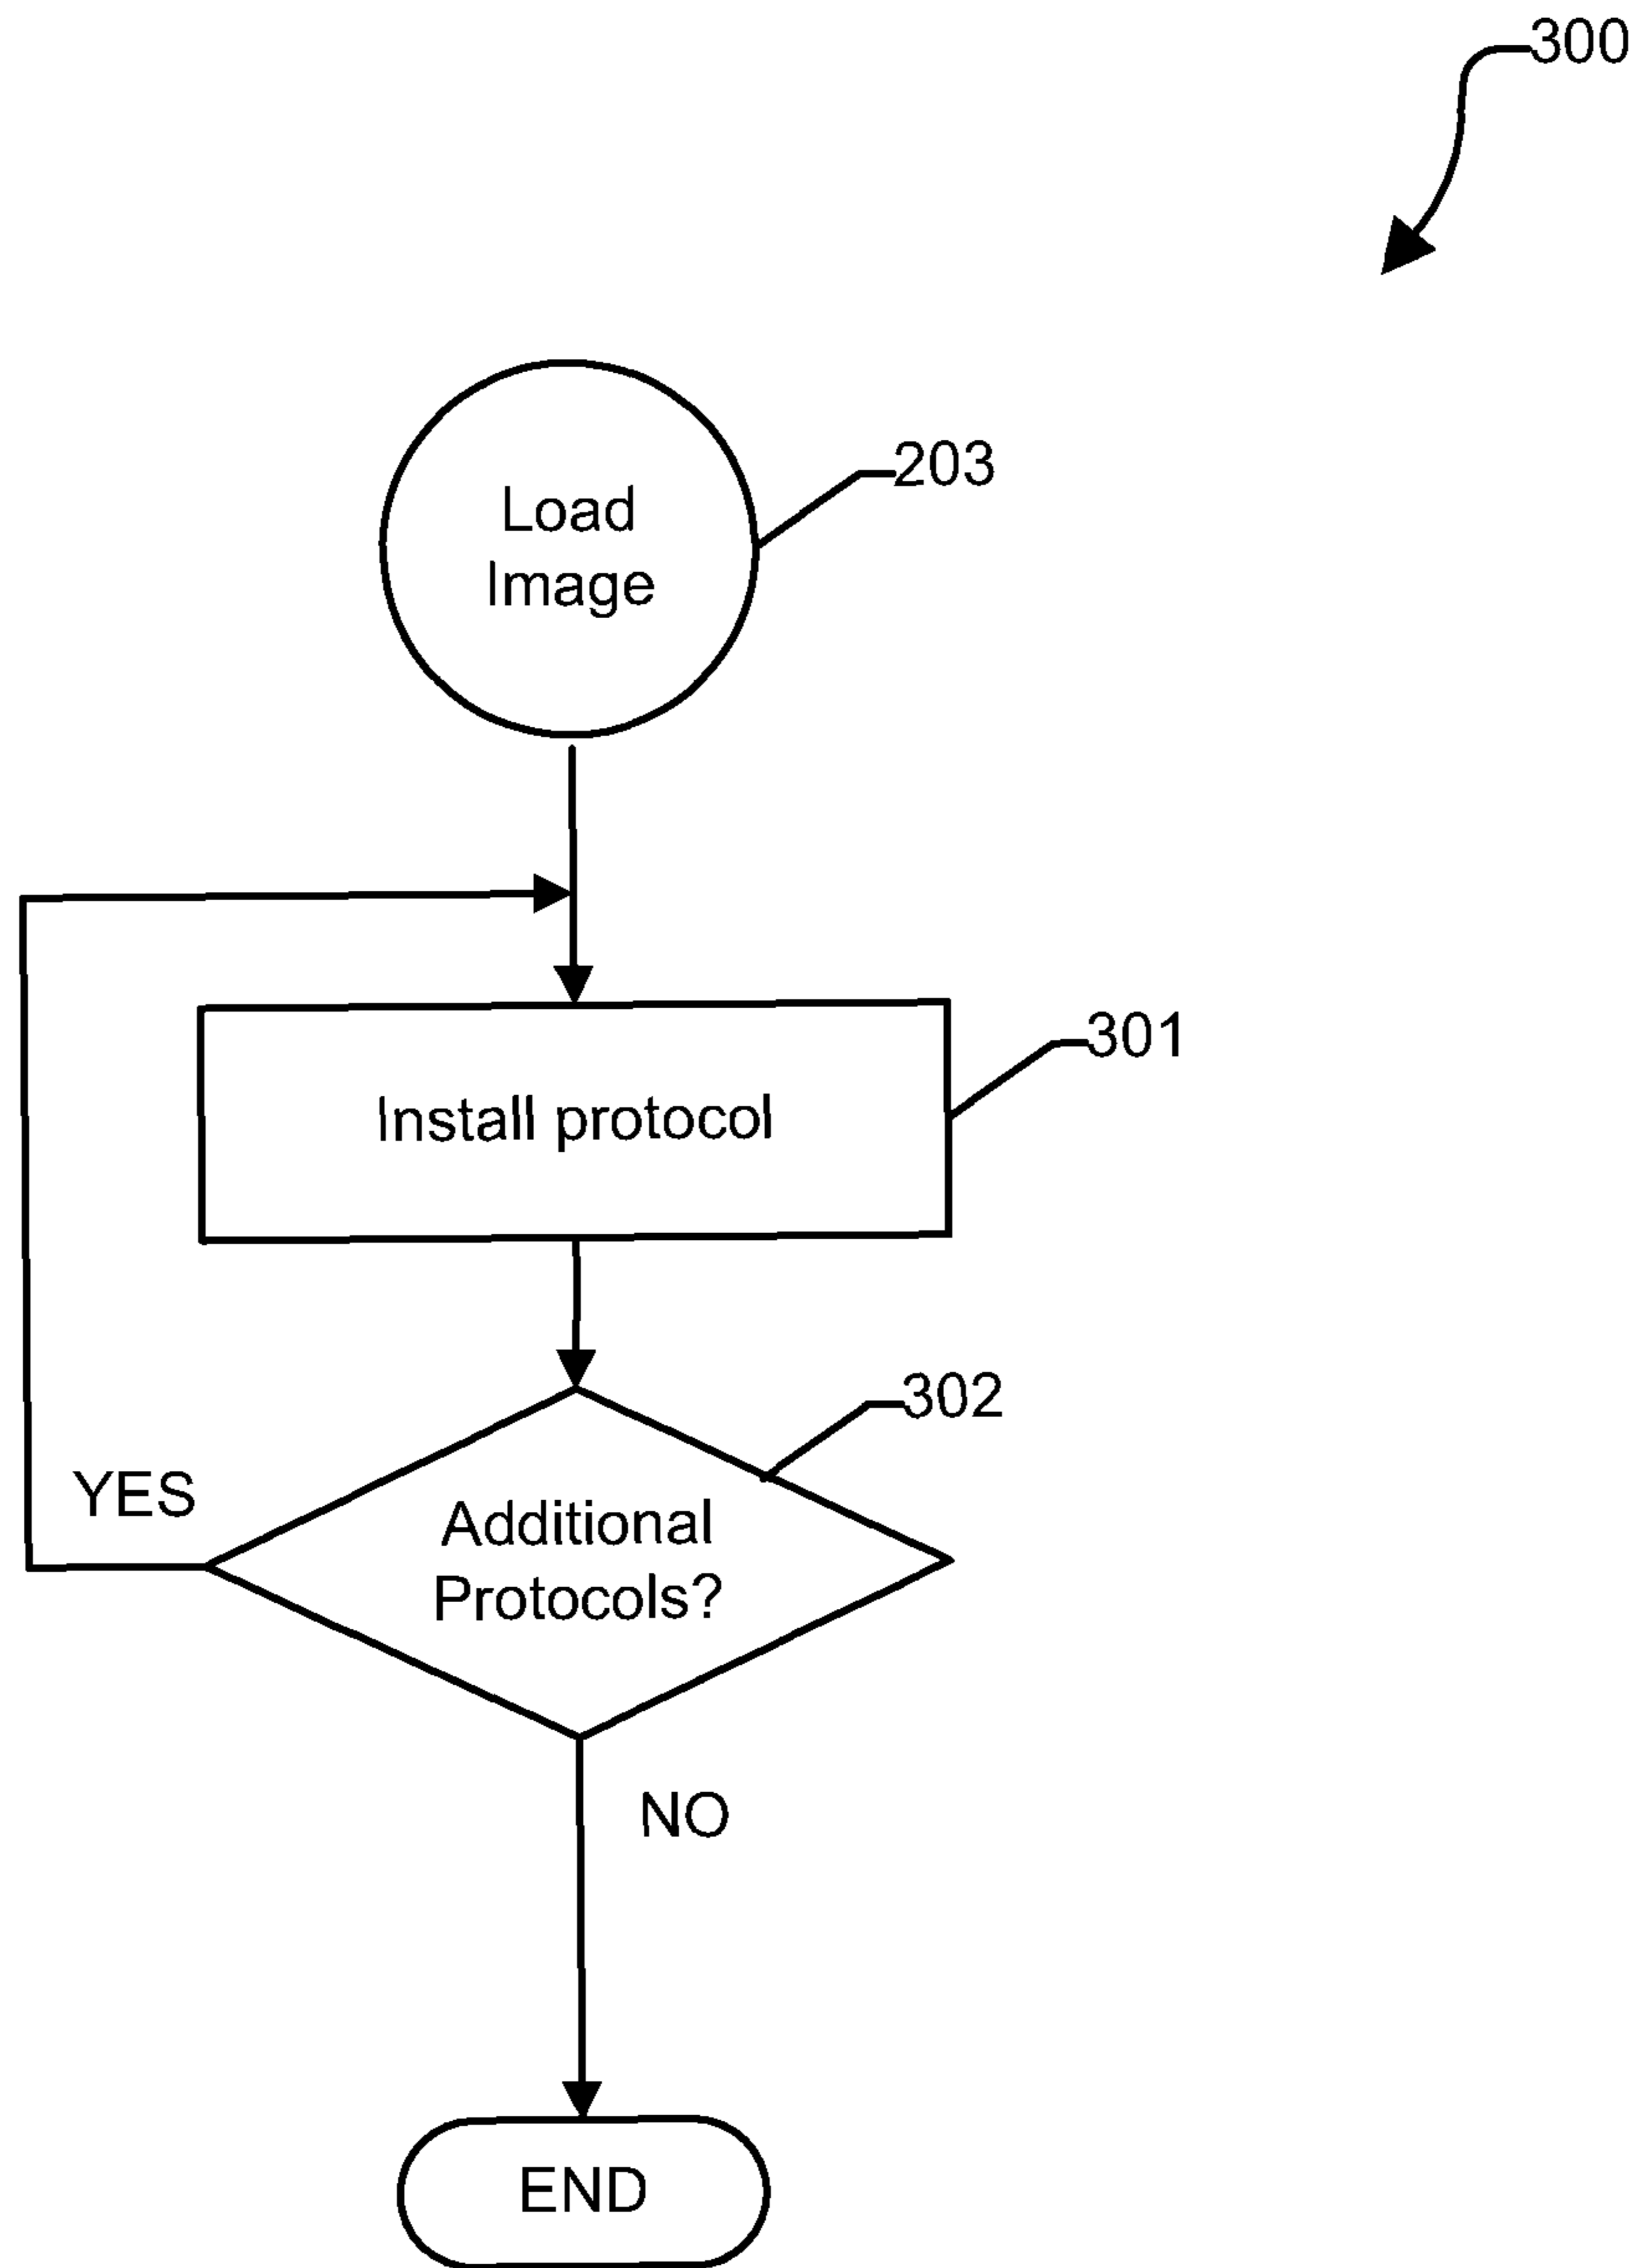 300
Load
Image
203
Install protocol
301
302
YES
Additional
Protocols?
NO
END